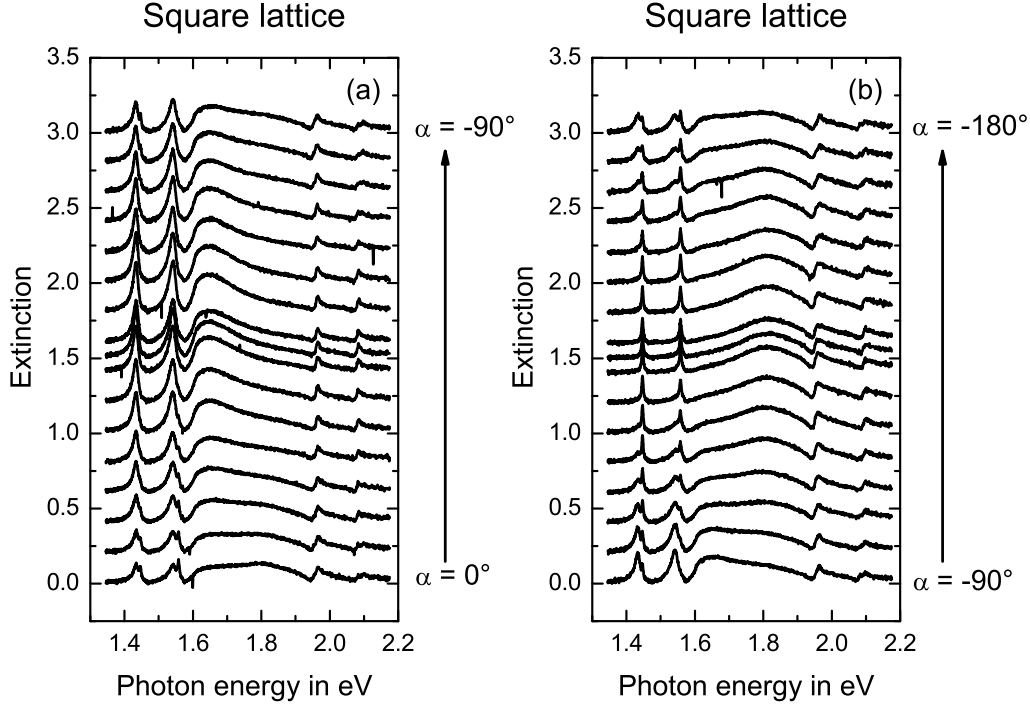 Square lattice
Square lattice
3.5
3.0
2.5
2.0
1.5
1.0
0.5
0.0
Extinction
(a)
α = -90°
α = 0°
1.4 1.6 1.8 2.0 2.2
Photon energy in eV
3.5
3.0
2.5
2.0
1.5
1.0
0.5
0.0
Extinction
(b)
α = -180°
α = -90°
1.4 1.6 1.8 2.0 2.2
Photon energy in eV